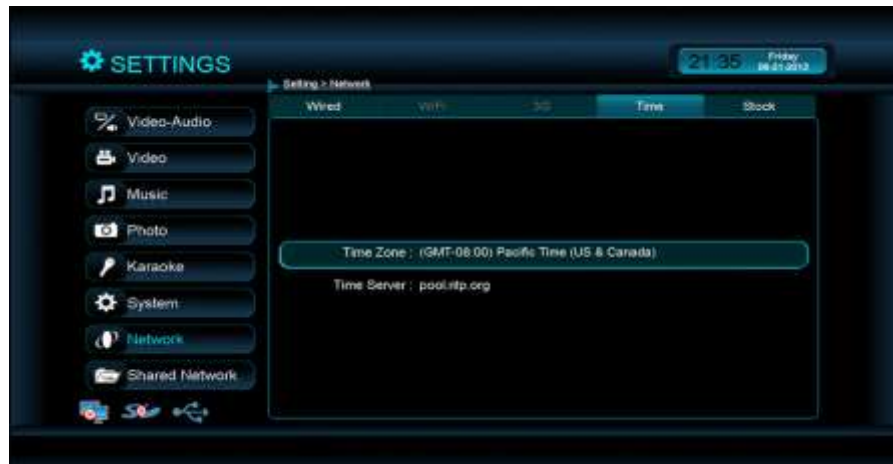 SETTINGS
21:35
Friday
Setting > Network
Wired
WiFi
3G
Time
Stock
Video-Audio
Video
Music
Photo
Karaoke
System
Network
Shared Network
Time Zone : (GMT-08:00) Pacific Time (US & Canada)
Time Server : pool.ntp.org